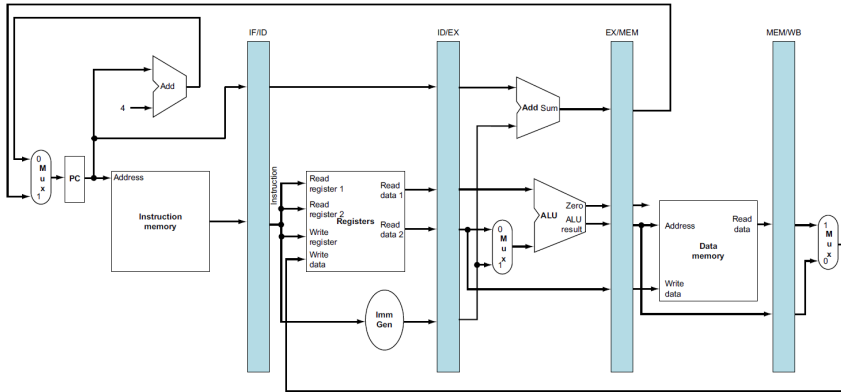 IF/ID
ID/EX
EX/MEM
MEM/WB
Add
4
Add Sum
0
M
u
x
1
PC
Address
Instruction
memory
Instruction
Read
register 1
Read
register 2
Write
register
Write
data
Registers
Read
data 1
Read
data 2
Imm
Gen
0
M
u
x
1
ALU
Zero
ALU
result
Address
Read
data
Data
memory
Write
data
1
M
u
x
0